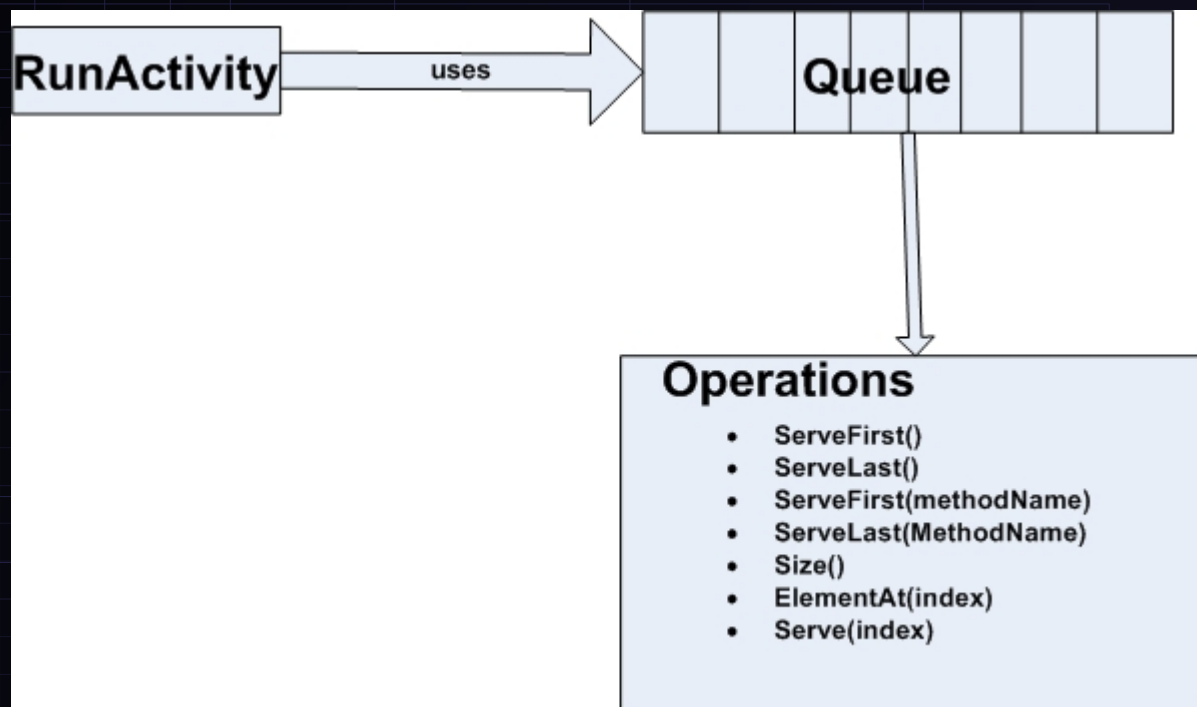 RunActivity
uses
Queue
Operations
• ServeFirst()
• ServeLast()
• ServeFirst(methodName)
• ServeLast(MethodName)
• Size()
• ElementAt(index)
• Serve(index)